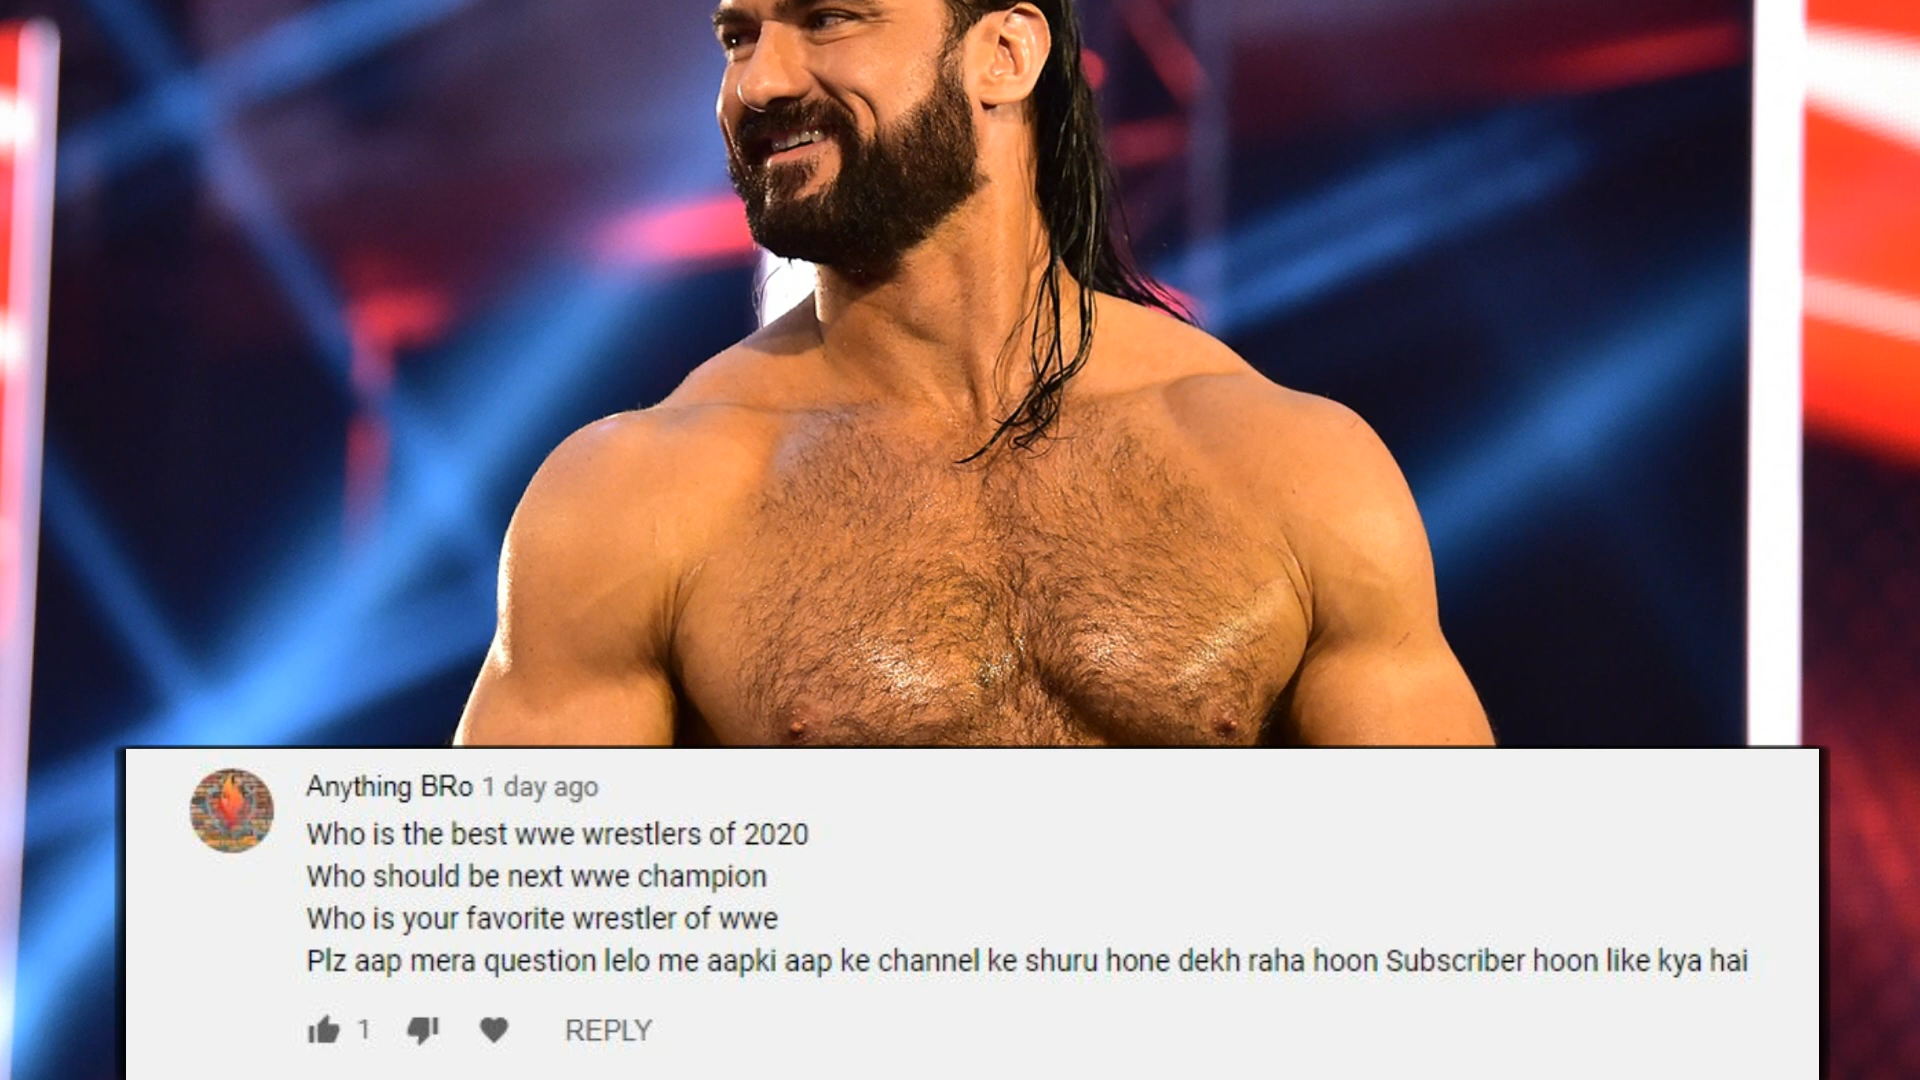 Anything BRo 1 day ago
Who is the best wwe wrestlers of 2020
Who should be next wwe champion
Who is your favorite wrestler of wwe
Plz aap mera question lelo me aapki aap ke channel ke shuru hone dekh raha hoon Subscriber hoon like kya hai
1 REPLY